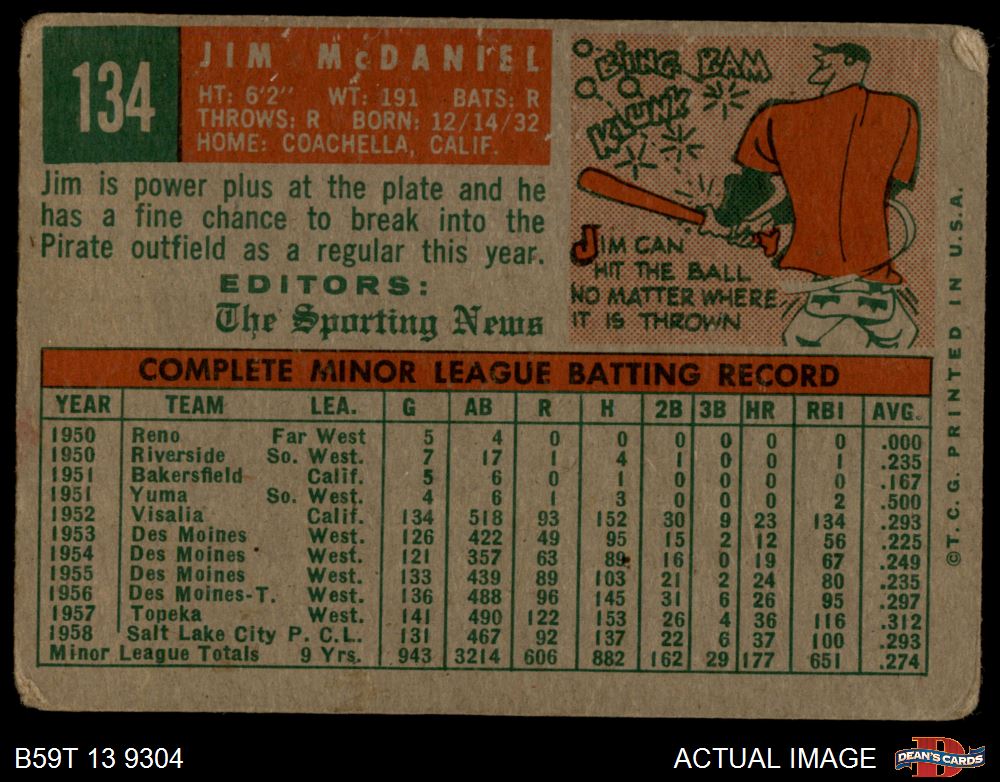 134
JIM McDANIEL
HT: 6'2" WT: 191 BATS: R
THROWS: R BORN: 12/14/32
HOME: COACHELLA, CALIF.
Jim is power plus at the plate and he
has a fine chance to break into the
Pirate outfield as a regular this year.
EDITORS:
The Sporting News
BING BAM
KLUNK
JIM CAN
HIT THE BALL
NO MATTER WHERE
IT IS THROWN
COMPLETE MINOR LEAGUE BATTING RECORD
YEAR TEAM LEA. G AB R H 2B 3B HR RBI AVG.
1950 Reno Far West 5 4 0 0 0 0 0 0 .000
1950 Riverside So. West. 7 17 1 4 1 0 0 1 .235
1951 Bakersfield Calif. 5 6 0 1 0 0 0 0 .167
1951 Yuma So. West. 4 6 1 3 0 0 0 2 .500
1952 Visalia Calif. 134 518 93 152 30 9 23 134 .293
1953 Des Moines West. 126 422 49 95 15 2 12 56 .225
1954 Des Moines West. 121 357 63 89 16 0 19 67 .249
1955 Des Moines West. 133 439 89 103 21 2 24 80 .235
1956 Des Moines-T. West. 136 488 96 145 31 6 26 95 .297
1957 Topeka West. 141 490 122 153 26 4 36 116 .312
1958 Salt Lake City P. C. L. 131 467 92 137 22 6 37 100 .293
Minor League Totals 9 Yrs. 943 3214 606 882 162 29 177 651 .274
©T.C.G. PRINTED IN U.S.A.
B59T 13 9304
ACTUAL IMAGE
D
DEAN'S CARDS